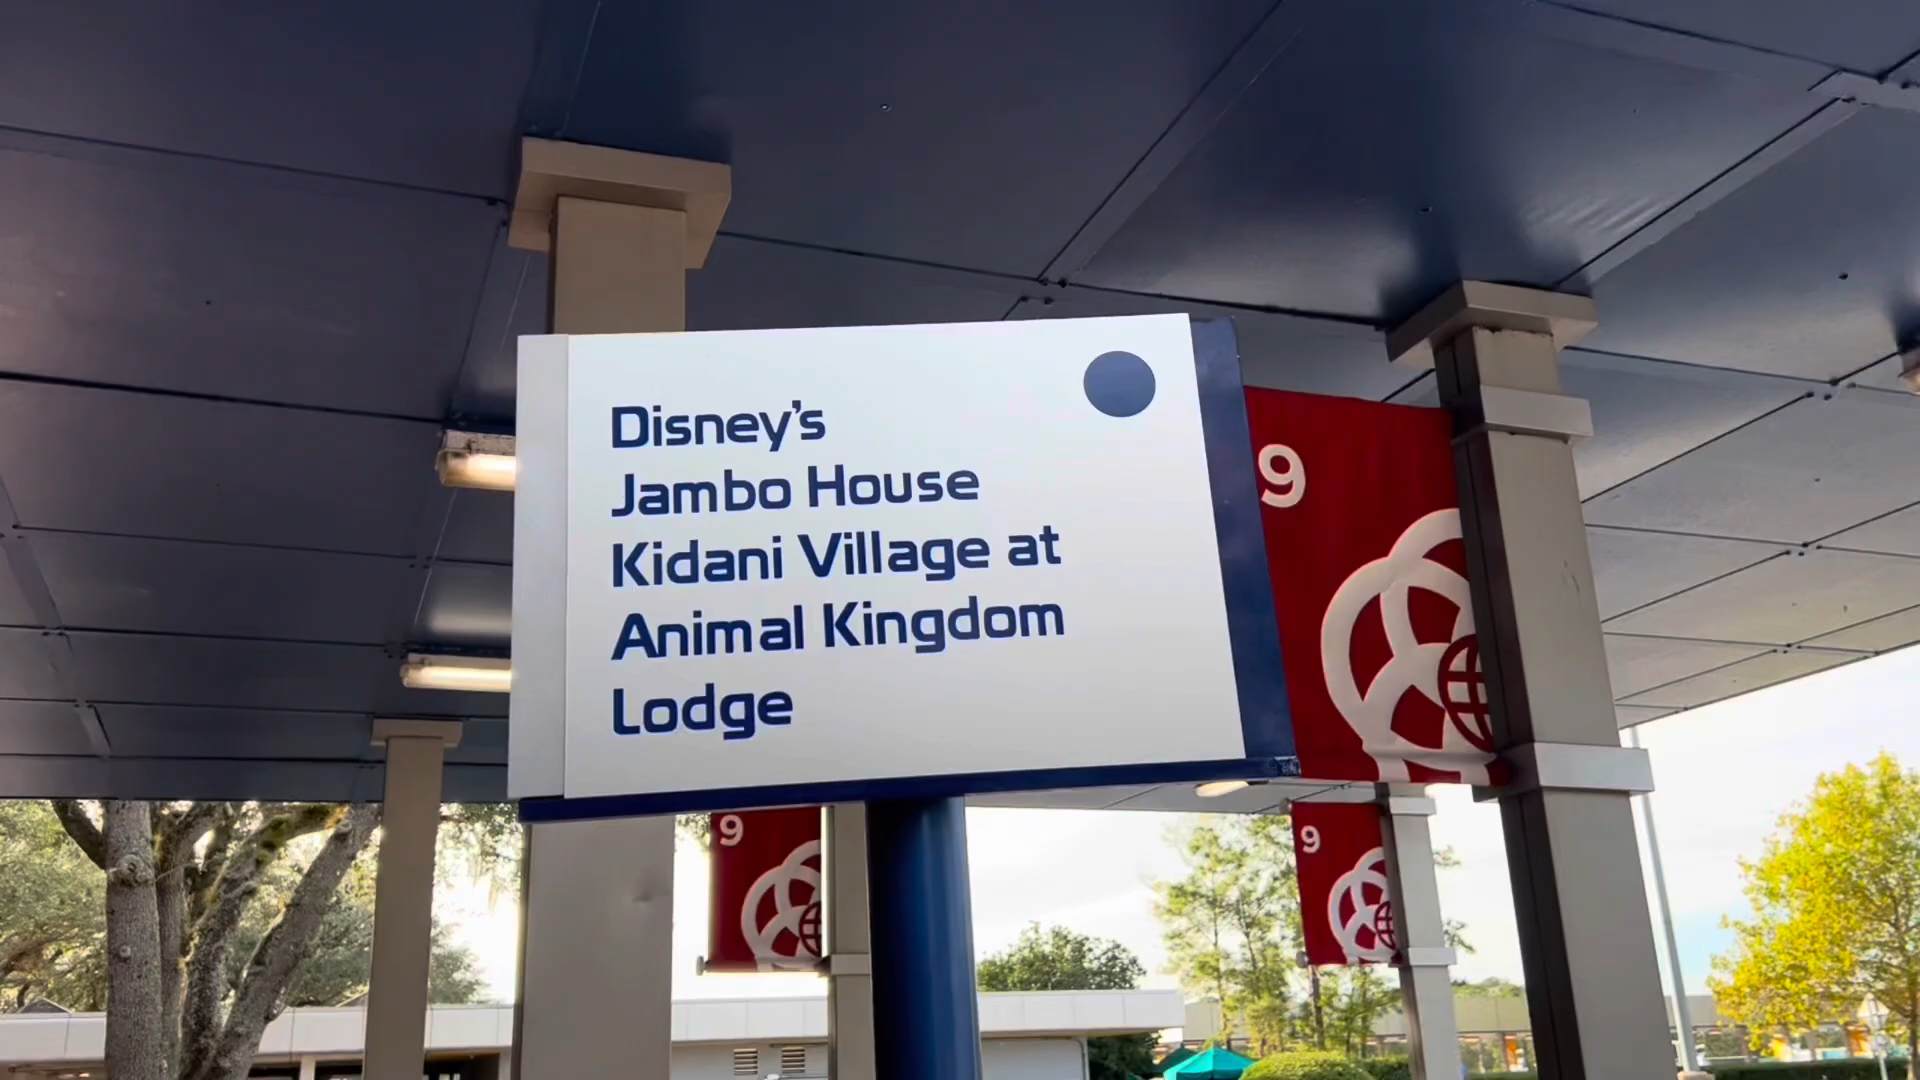 Disney's
Jambo House
Kidani Village at
Animal Kingdom
Lodge
9
9
9